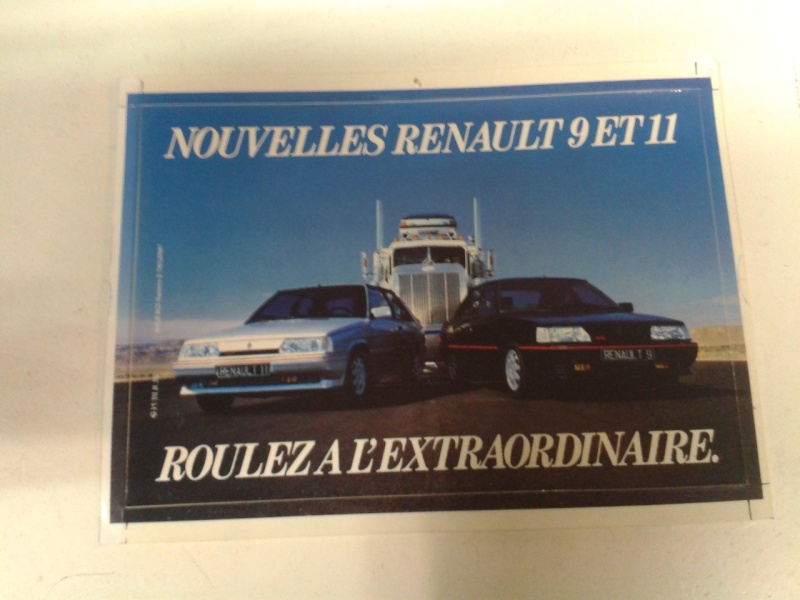 NOUVELLES RENAULT 9 ET 11
RENAULT 11
RENAULT 9
ROULEZ A L'EXTRAORDINAIRE.